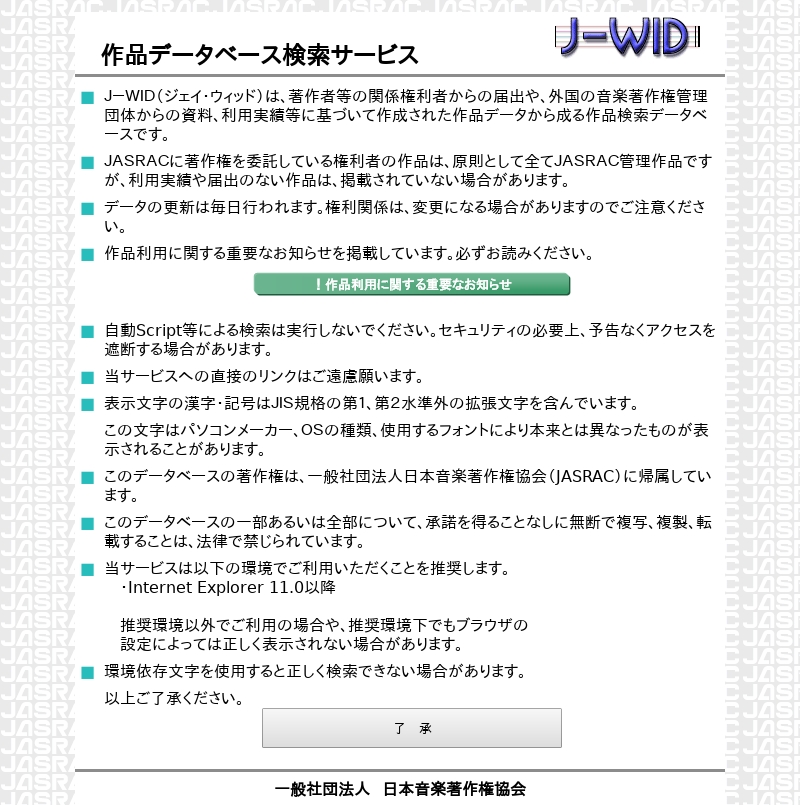 J-WID
作品データベース検索サービス
J-WID(ジェイ・ウィッド)は、著作者等の関係権利者からの届出や、外国の音楽著作権管理
団体からの資料、利用実績等に基づいて作成された作品データから成る作品検索データベ
ースです。
JASRACに著作権を委託している権利者の作品は、原則として全てJASRAC管理作品です
が、利用実績や届出のない作品は、掲載されていない場合があります。
データの更新は毎日行われます。権利関係は、変更になる場合がありますのでご注意くださ
い。
作品利用に関する重要なお知らせを掲載しています。必ずお読みください。
！作品利用に関する重要なお知らせ
自動Script等による検索は実行しないでください。セキュリティの必要上、予告なくアクセスを
遮断する場合があります。
当サービスへの直接のリンクはご遠慮願います。
表示文字の漢字・記号はJIS規格の第1、第2水準外の拡張文字を含んでいます。
この文字はパソコンメーカー、OSの種類、使用するフォントにより本来とは異なったものが表
示されることがあります。
このデータベースの著作権は、一般社団法人日本音楽著作権協会(JASRAC)に帰属してい
ます。
このデータベースの一部あるいは全部について、承諾を得ることなしに無断で複写、複製、転
載することは、法律で禁じられています。
当サービスは以下の環境でご利用いただくことを推奨します。
・Internet Explorer 11.0以降
推奨環境以外でご利用の場合や、推奨環境下でもブラウザの
設定によっては正しく表示されない場合があります。
環境依存文字を使用すると正しく検索できない場合があります。
以上ご了承ください。
了　承
一般社団法人　日本音楽著作権協会